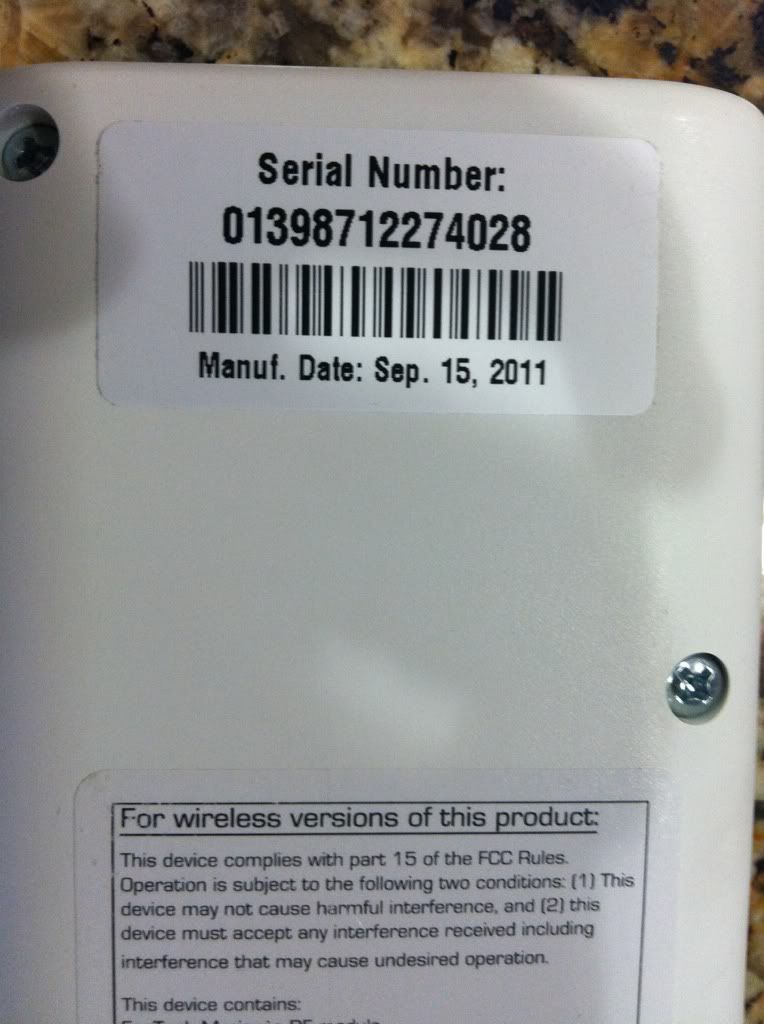 Serial Number:
01398712274028
Manuf. Date: Sep. 15, 2011
For wireless versions of this product:
This device complies with part 15 of the FCC Rules.
Operation is subject to the following two conditions: (1) This
device may not cause harmful interference, and (2) this
device must accept any interference received including
interference that may cause undesired operation.
This device contains: